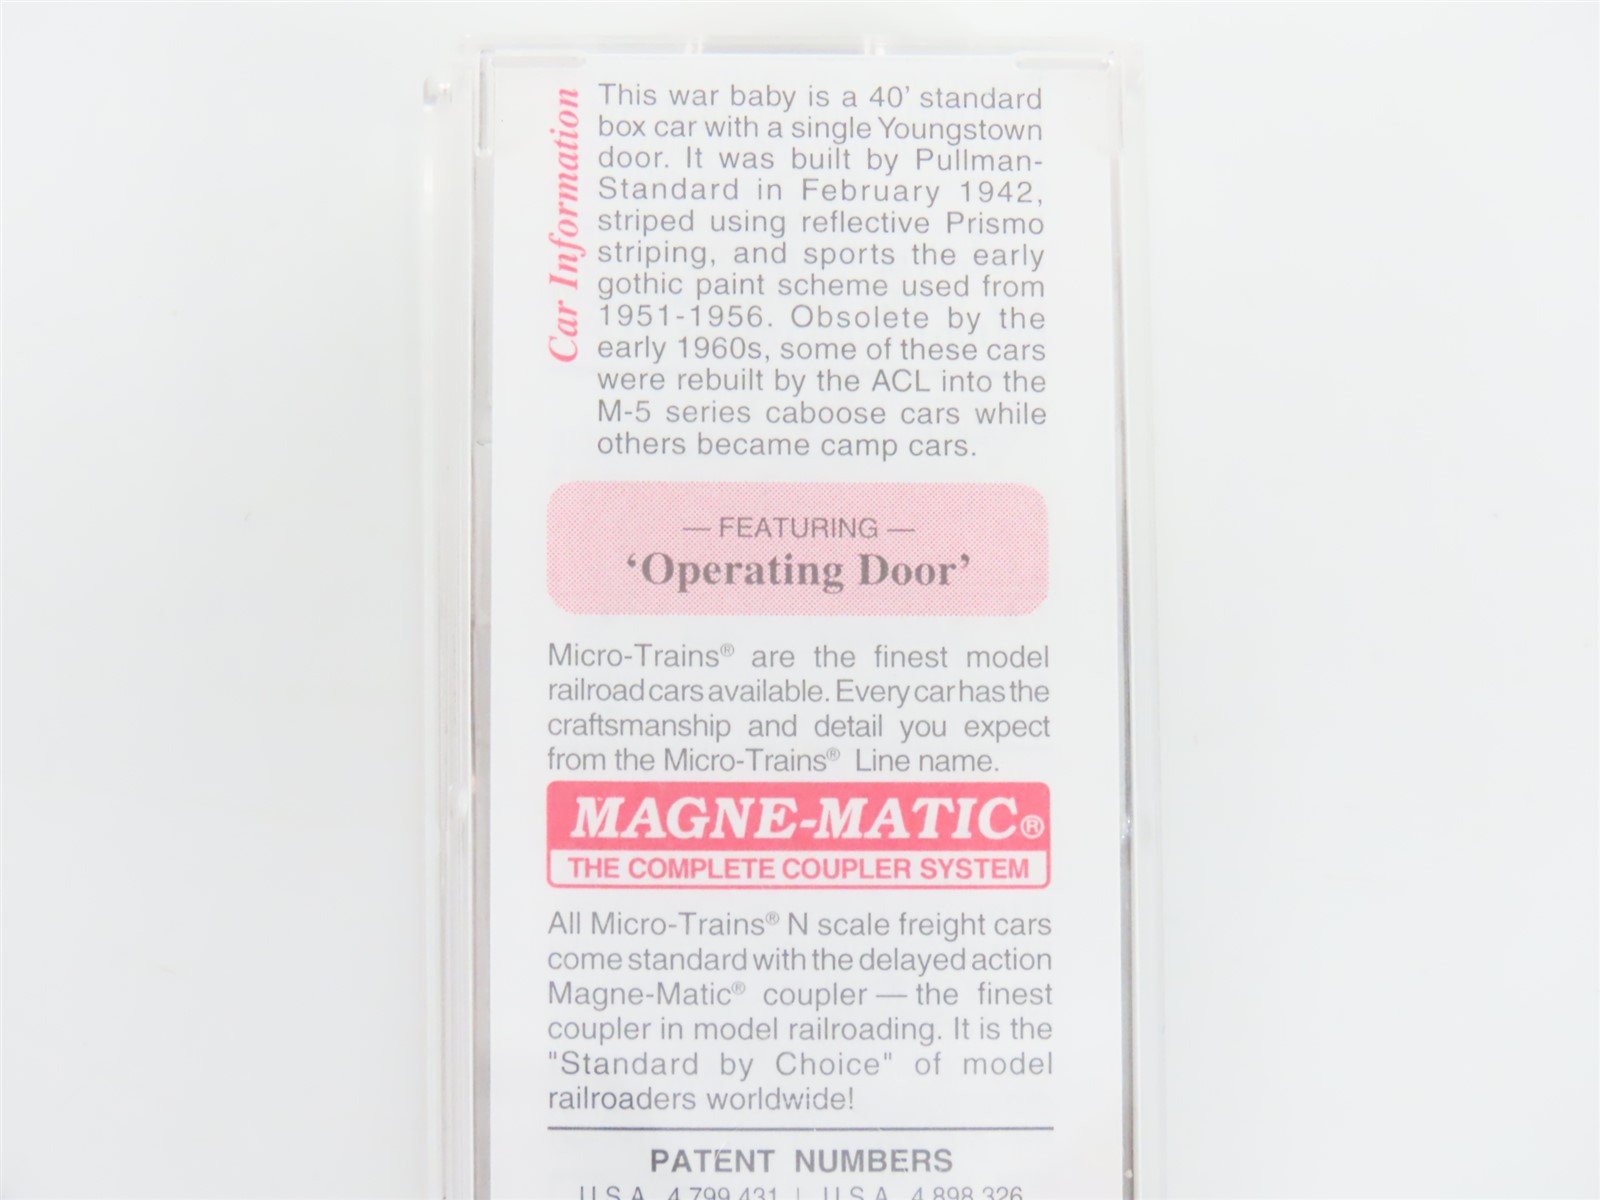 Car Information
This war baby is a 40' standard
box car with a single Youngstown
door. It was built by Pullman-
Standard in February 1942,
striped using reflective Prismo
striping, and sports the early
gothic paint scheme used from
1951-1956. Obsolete by the
early 1960s, some of these cars
were rebuilt by the ACL into the
M-5 series caboose cars while
others became camp cars.
— FEATURING —
‘Operating Door’
Micro-Trains® are the finest model
railroad cars available. Every car has the
craftsmanship and detail you expect
from the Micro-Trains® Line name.
MAGNE-MATIC®
THE COMPLETE COUPLER SYSTEM
All Micro-Trains® N scale freight cars
come standard with the delayed action
Magne-Matic® coupler — the finest
coupler in model railroading. It is the
"Standard by Choice" of model
railroaders worldwide!
PATENT NUMBERS
U.S.A. 4,799,431 | U.S.A. 4,898,326